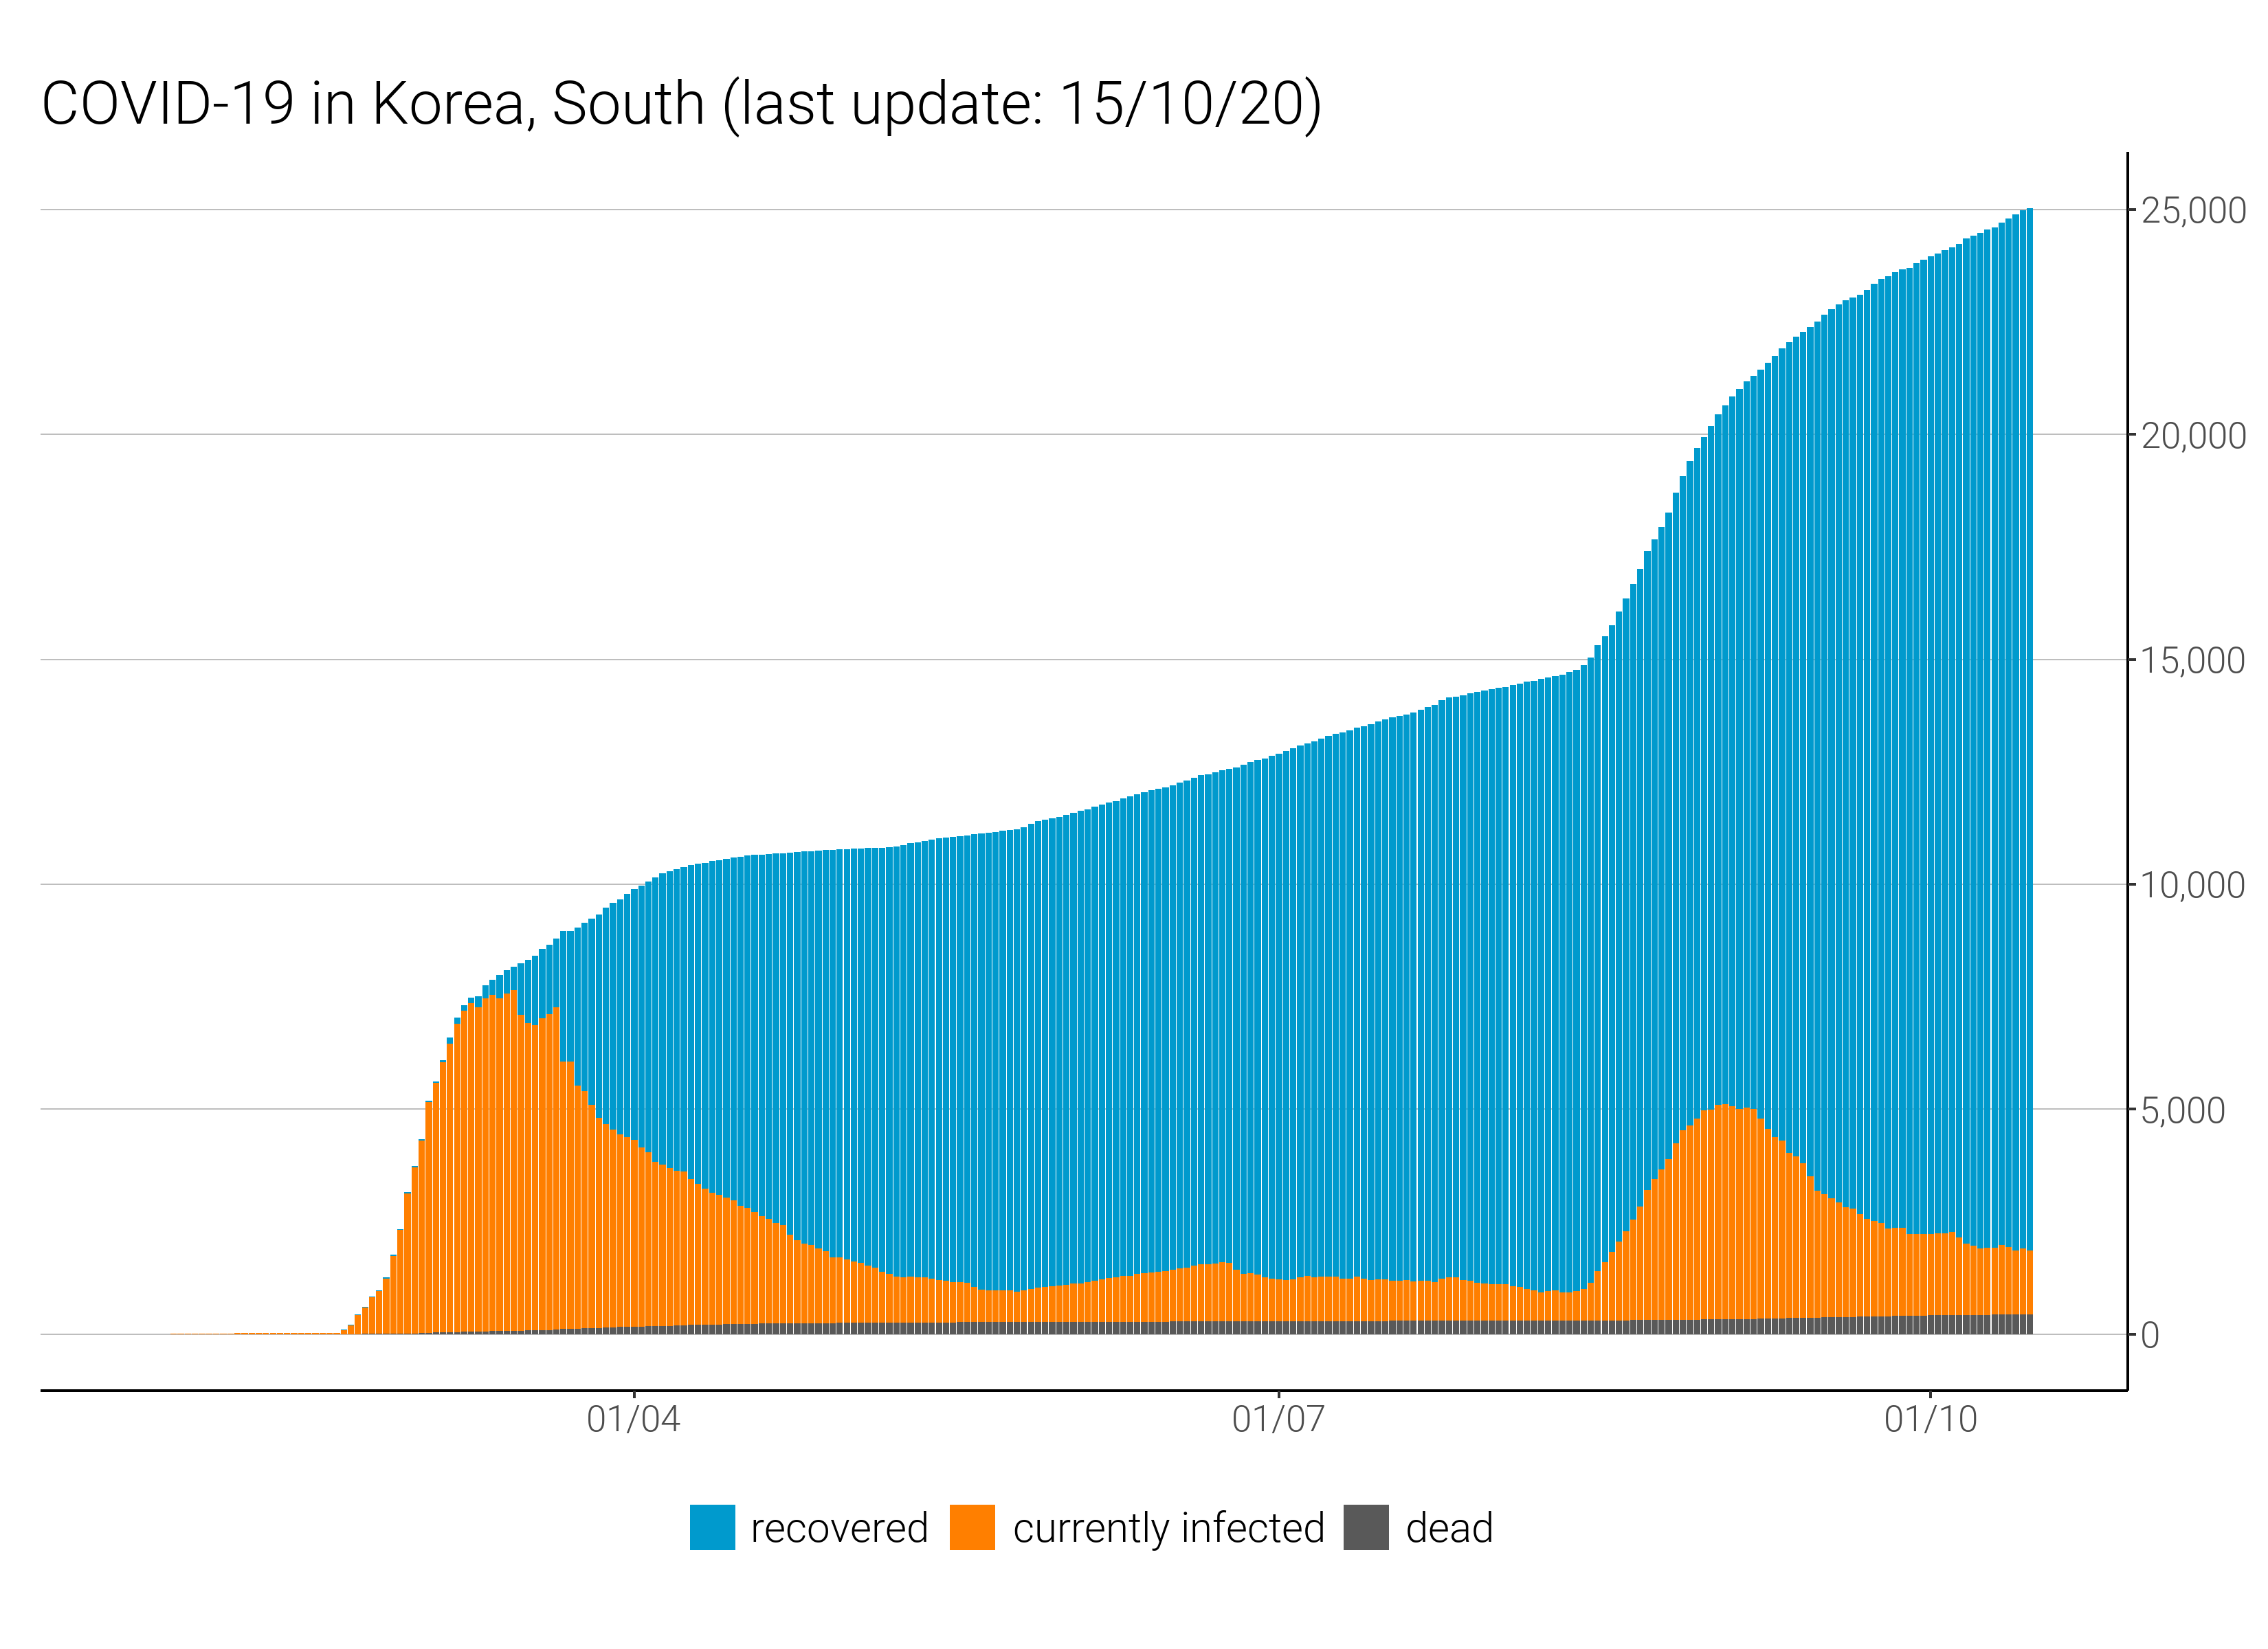 COVID-19 in Korea, South (last update: 15/10/20)
25,000
20,000
15,000
10,000
5,000
0
01/04 01/07 01/10
recovered currently infected dead